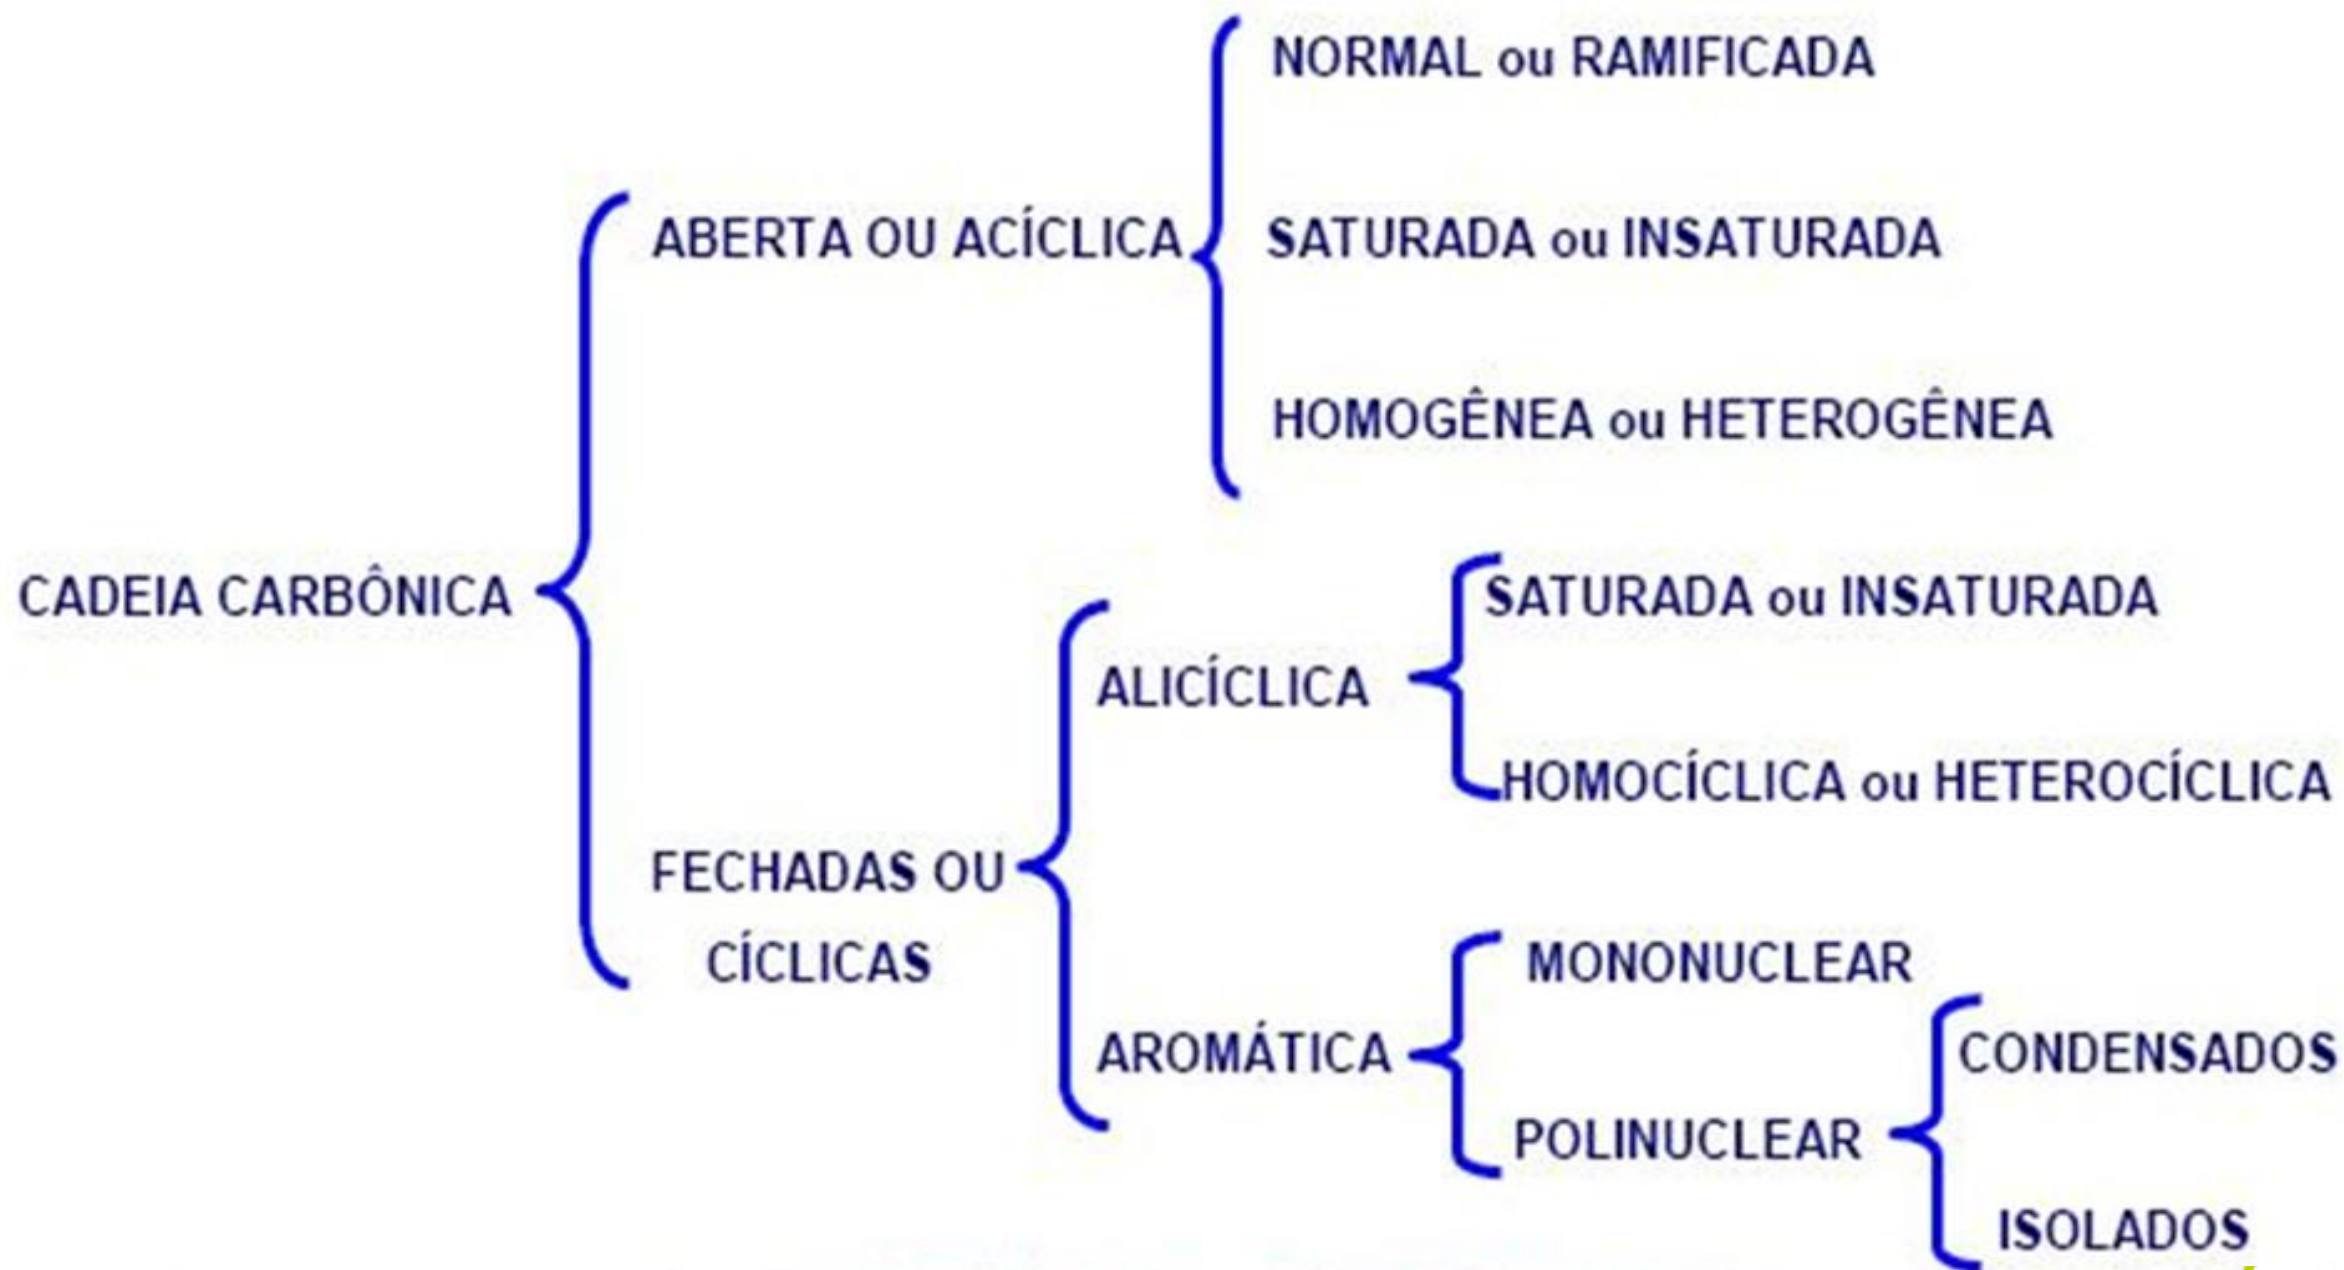 NORMAL ou RAMIFICADA
ABERTA OU ACÍCLICA
SATURADA ou INSATURADA
HOMOGÊNEA ou HETEROGÊNEA
CADEIA CARBÔNICA
SATURADA ou INSATURADA
ALICÍCLICA
HOMOCÍCLICA ou HETEROCÍCLICA
FECHADAS OU
CÍCLICAS
MONONUCLEAR
AROMÁTICA
CONDENSADOS
POLINUCLEAR
ISOLADOS